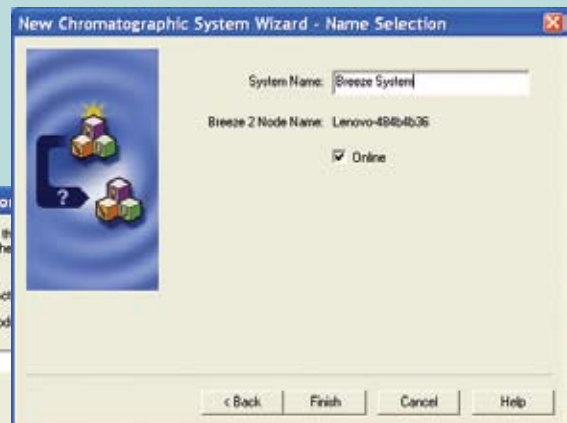 New Chromatographic System Wizard - Name Selection
System Name: Breeze System
Breeze 2 Node Name: Lenovo-484b4b36
Online
?
< Back Finish Cancel Help